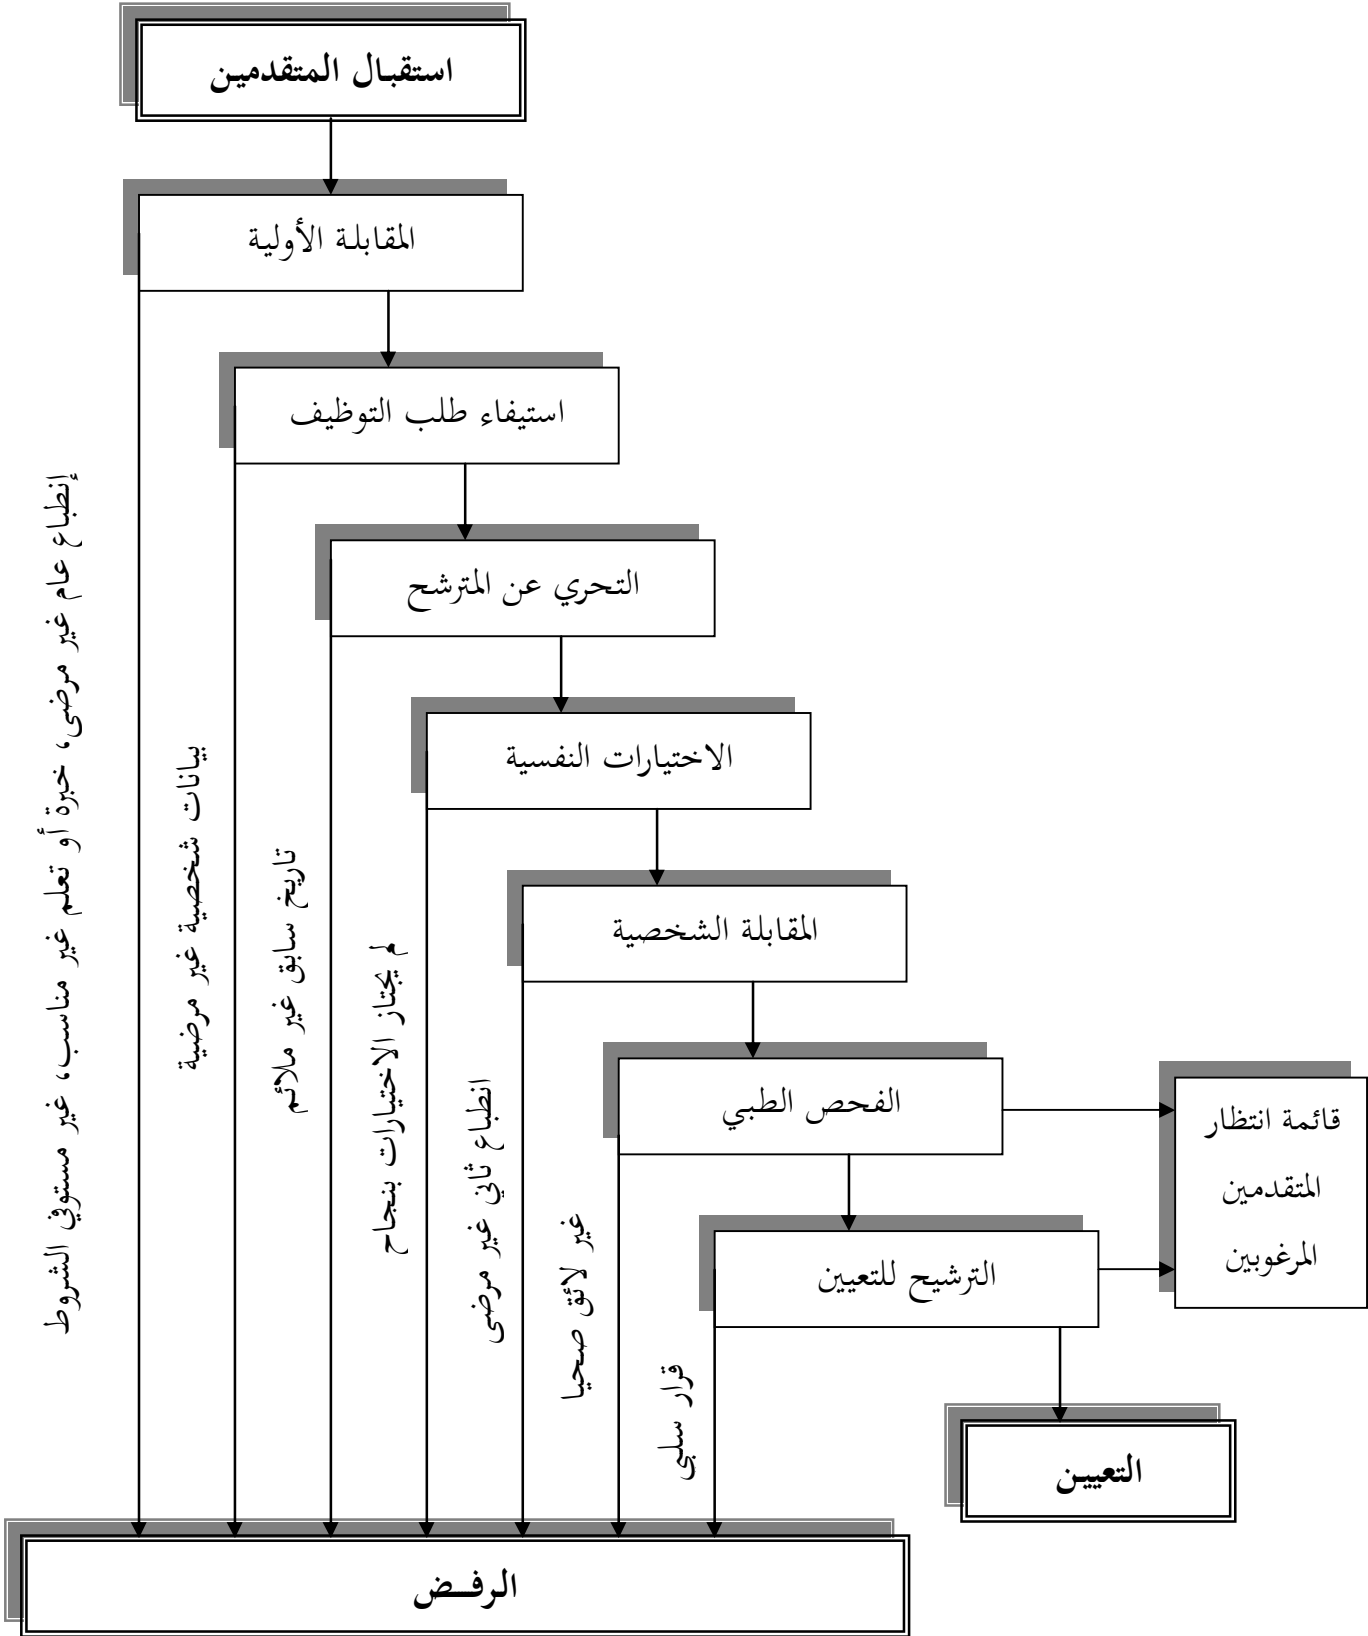 استقبال المتقدمين
المقابلة الأولية
استيفاء طلب التوظيف
التحري عن المترشح
الاختيارات النفسية
المقابلة الشخصية
الفحص الطبي
قائمة انتظار
المتقدمين
المرغوبين
الترشيح للتعيين
التعيين
إنطباع عام غير مرضى، خبرة أو تعلم غير مناسب، غير مستوفي الشروط
بيانات شخصية غير مرضية
تاريخ سابق غير ملائم
لم يجتاز الاختيارات بنجاح
انطباع ثاني غير مرضى
غير لائق صحيا
قرار سلبي
الرفض